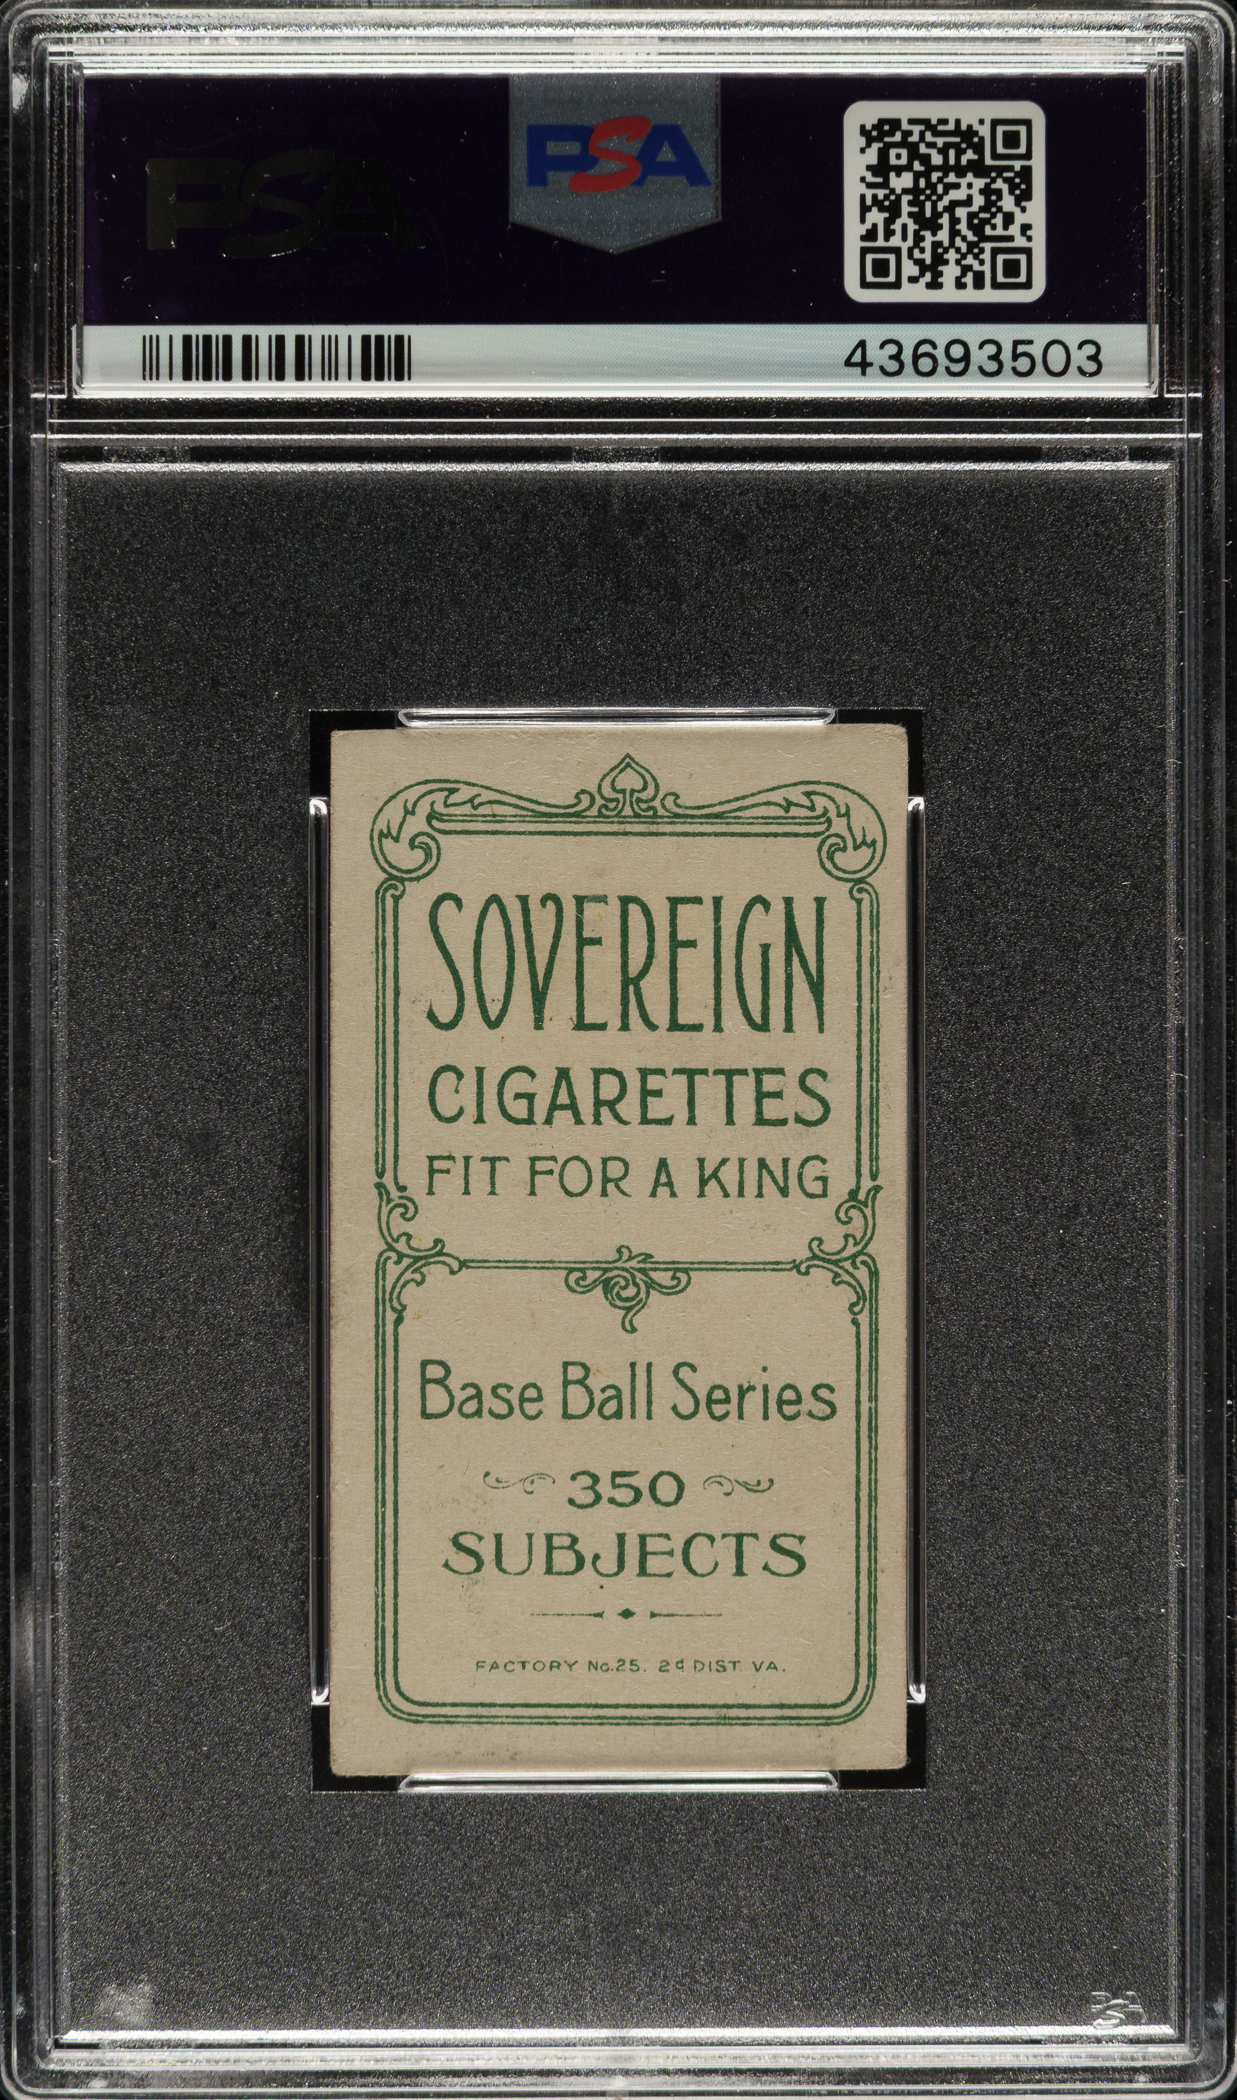 PSA
PSA
43693503
SOVEREIGN
CIGARETTES
FIT FOR A KING
Base Ball Series
350
SUBJECTS
FACTORY No. 25. 2d DIST. VA.
PSA